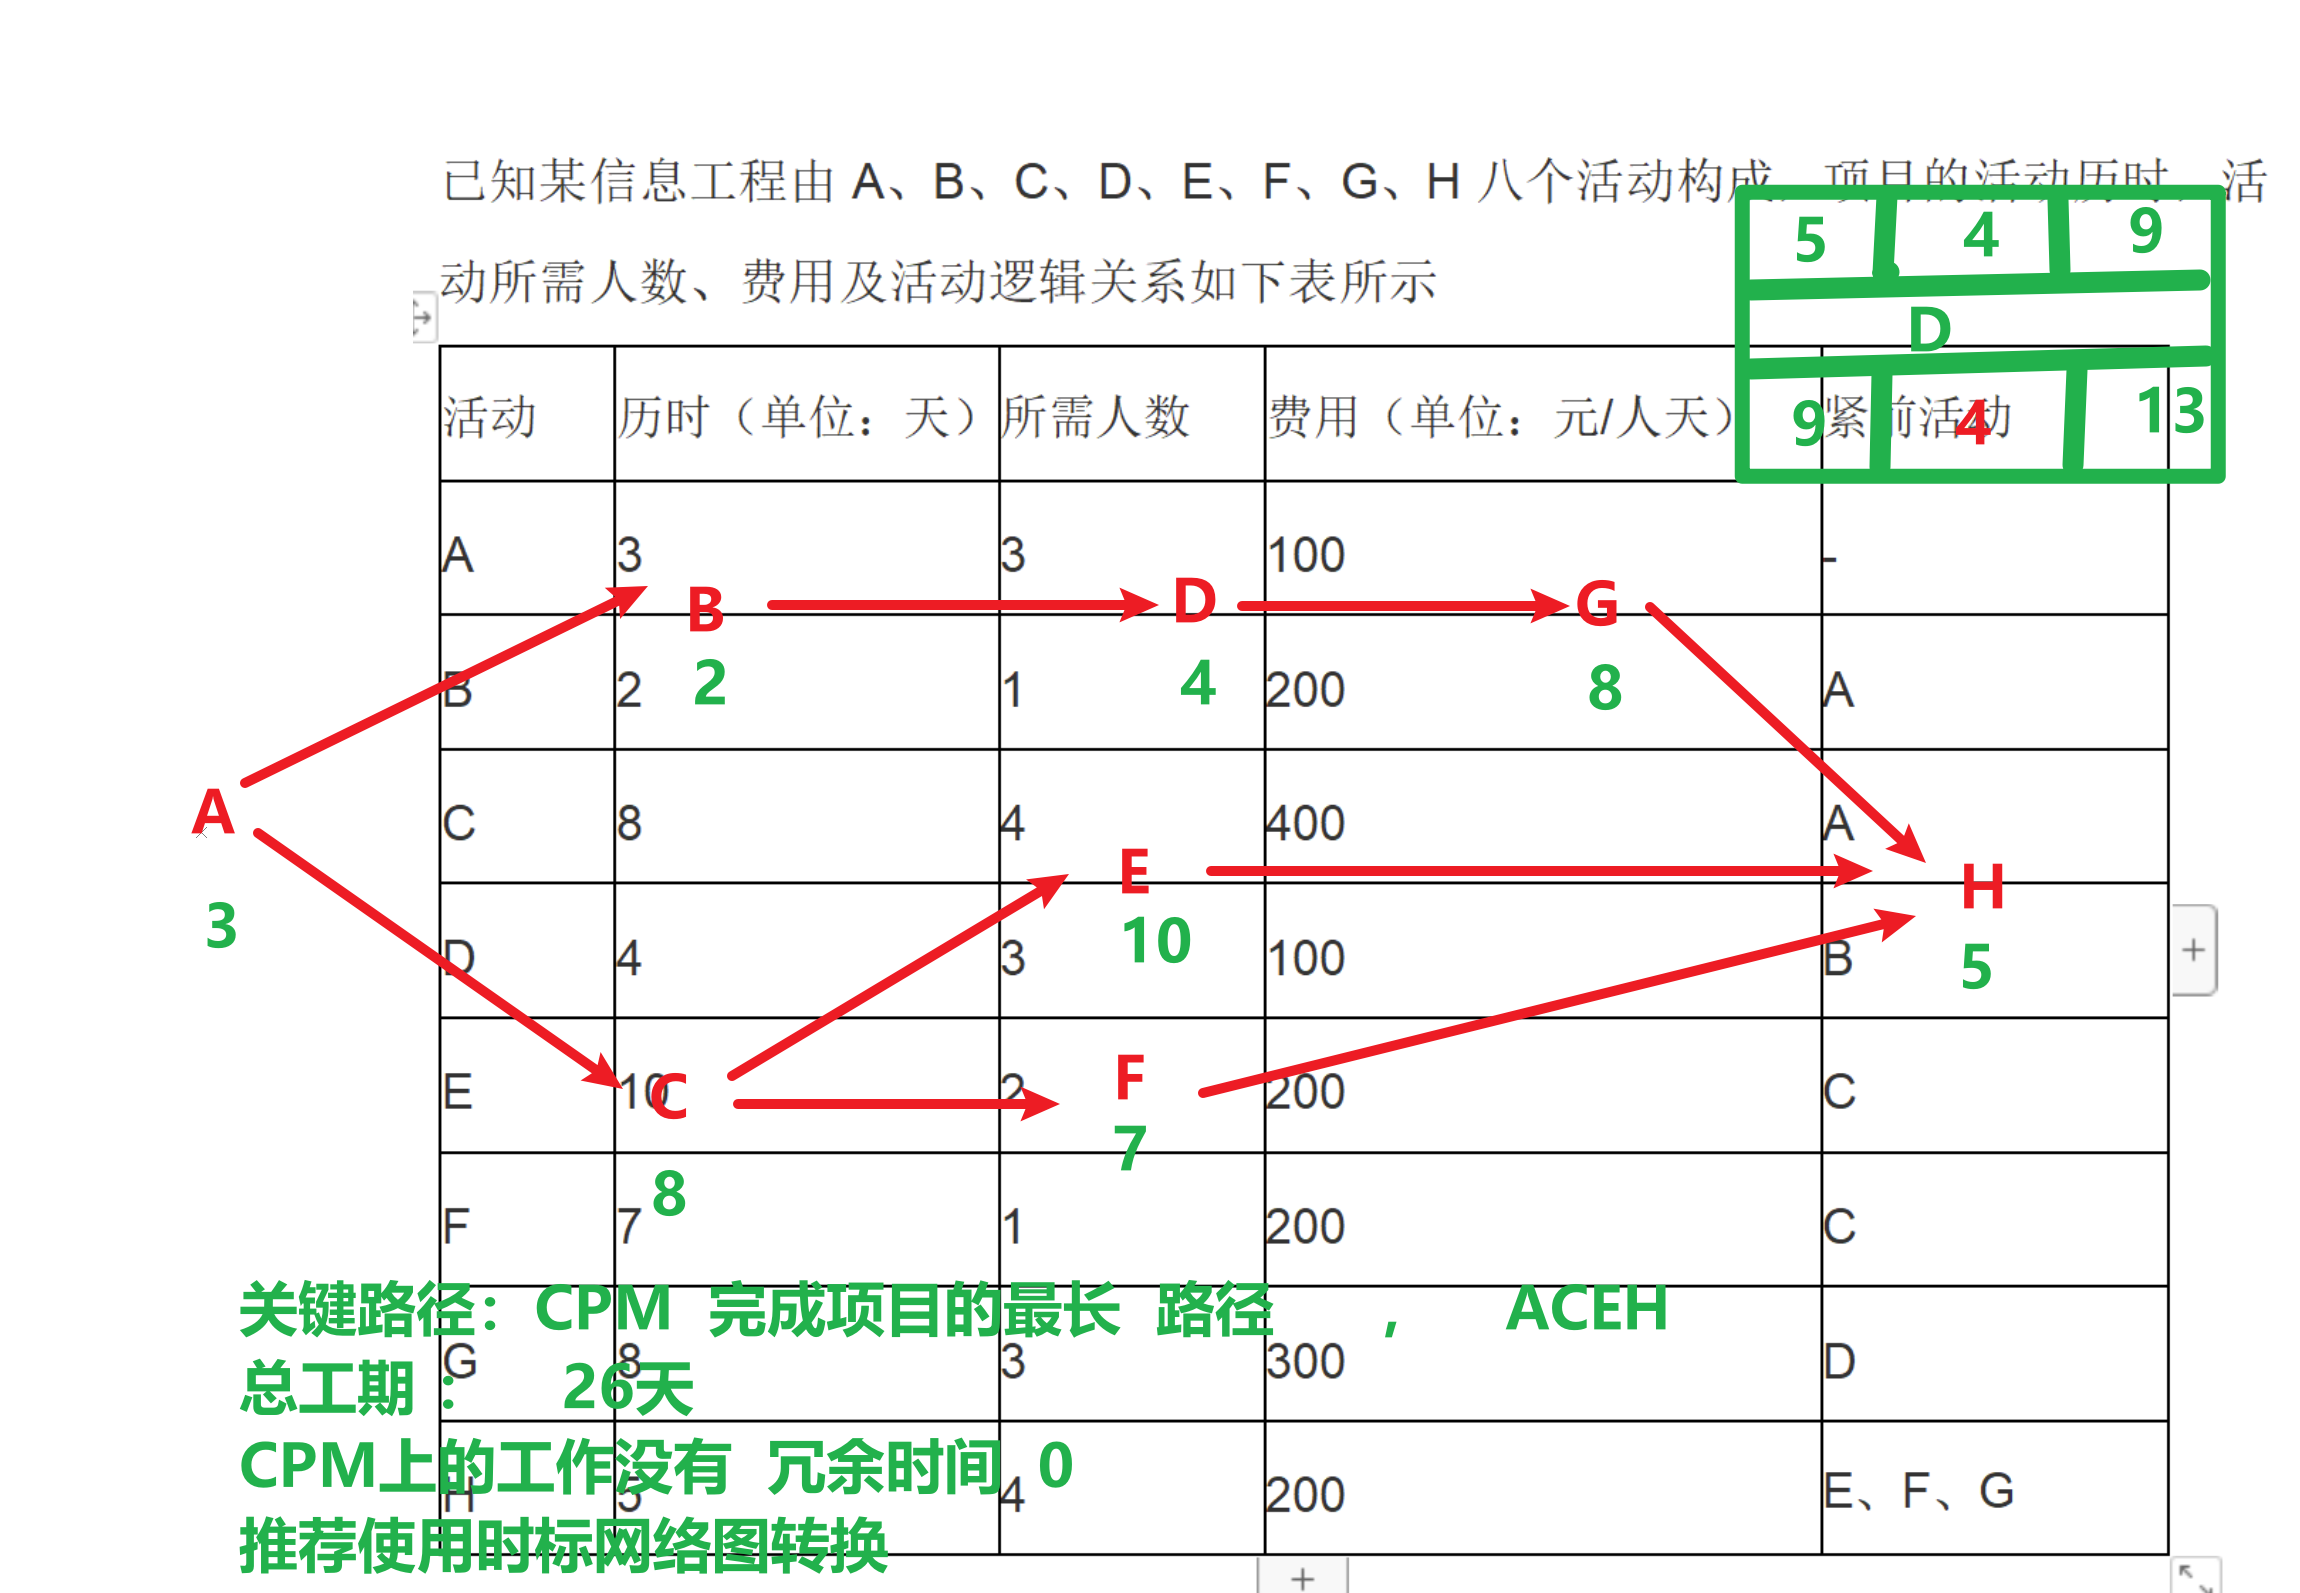 已知某信息工程由 A、B、C、D、E、F、G、H 八个活动构成，项目的活动历时、活
动所需人数、费用及活动逻辑关系如下表所示
5 4 9
D
9 4 13
活动 历时（单位：天） 所需人数 费用（单位：元/人天） 紧前活动
A 3 3 100 -
B D G
B 2 1 200 A
2 4 8
A
C 8 4 400 A
E H
3
10 5
D 4 3 100 B
E 10 2 200 C
C F
7
8
F 7 1 200 C
关键路径：CPM 完成项目的最长 路径 ， ACEH
G 8 3 300 D
总工期： 26天
CPM上的工作没有 冗余时间 0
H 5 4 200 E、F、G
推荐使用时标网络图转换